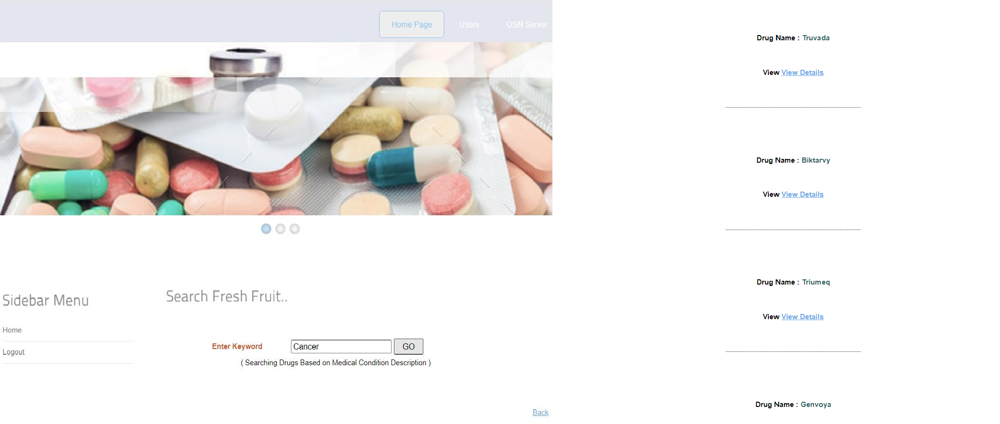 Home Page
Users
OSN Server
Sidebar Menu
Home
Logout
Search Fresh Fruit..
Enter Keyword
Cancer
GO
( Searching Drugs Based on Medical Condition Description )
Back
Drug Name : Truvada
View View Details
--------------------------------------------------------
Drug Name : Biktarvy
View View Details
--------------------------------------------------------
Drug Name : Triumeq
View View Details
--------------------------------------------------------
Drug Name : Genvoya